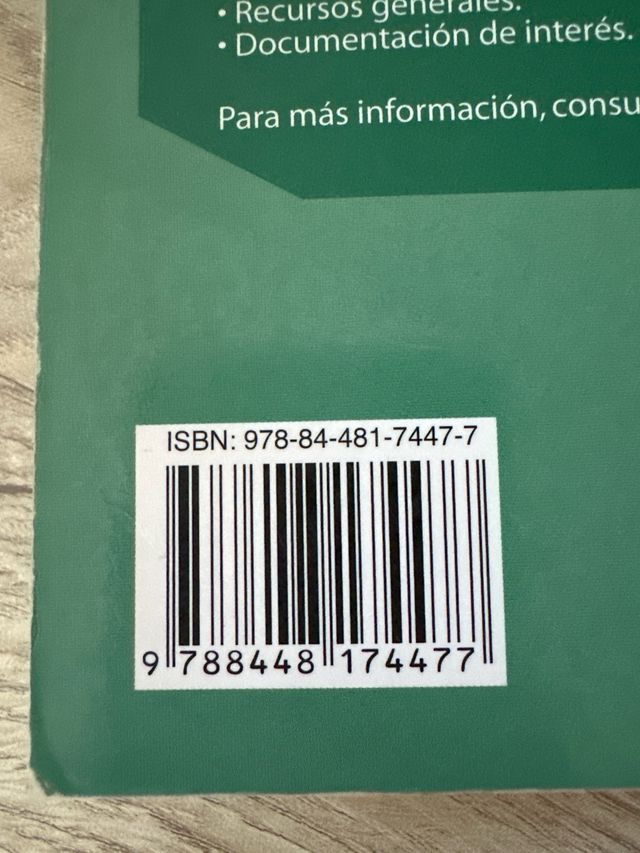 • Recursos generales.
• Documentación de interés.
Para más información, consu
ISBN: 978-84-481-7447-7
9 788448 174477